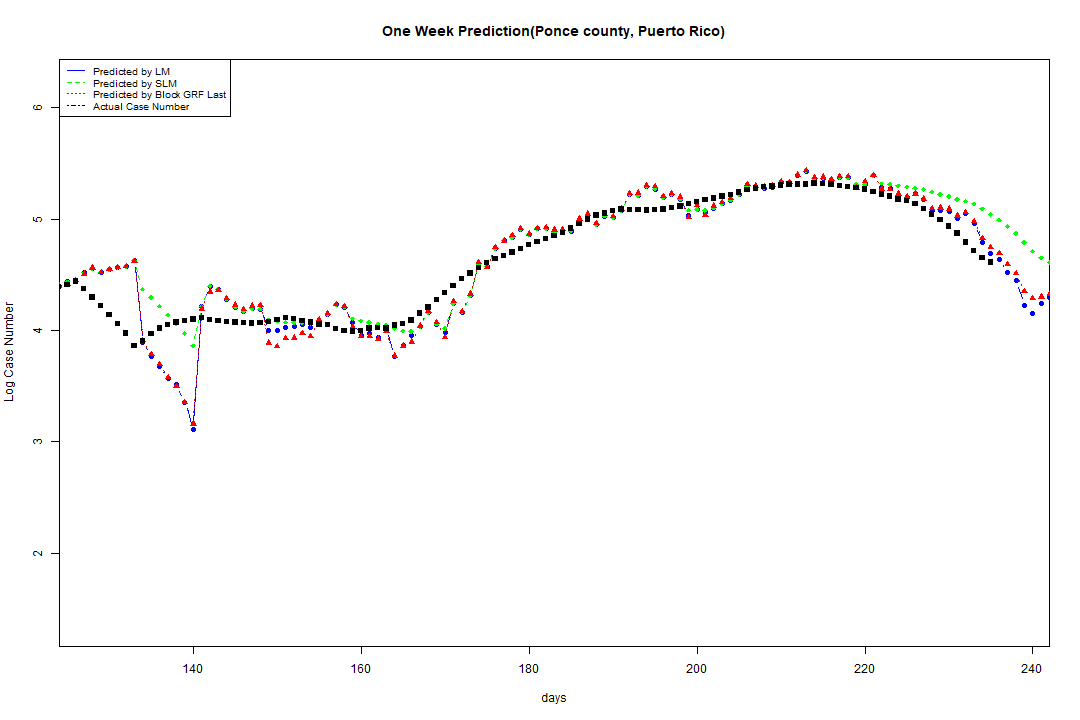 One Week Prediction(Ponce county, Puerto Rico)
Predicted by LM
Predicted by SLM
Predicted by Block GRF Last
Actual Case Number
6
5
4
3
2
Log Case Number
140 160 180 200 220 240
days